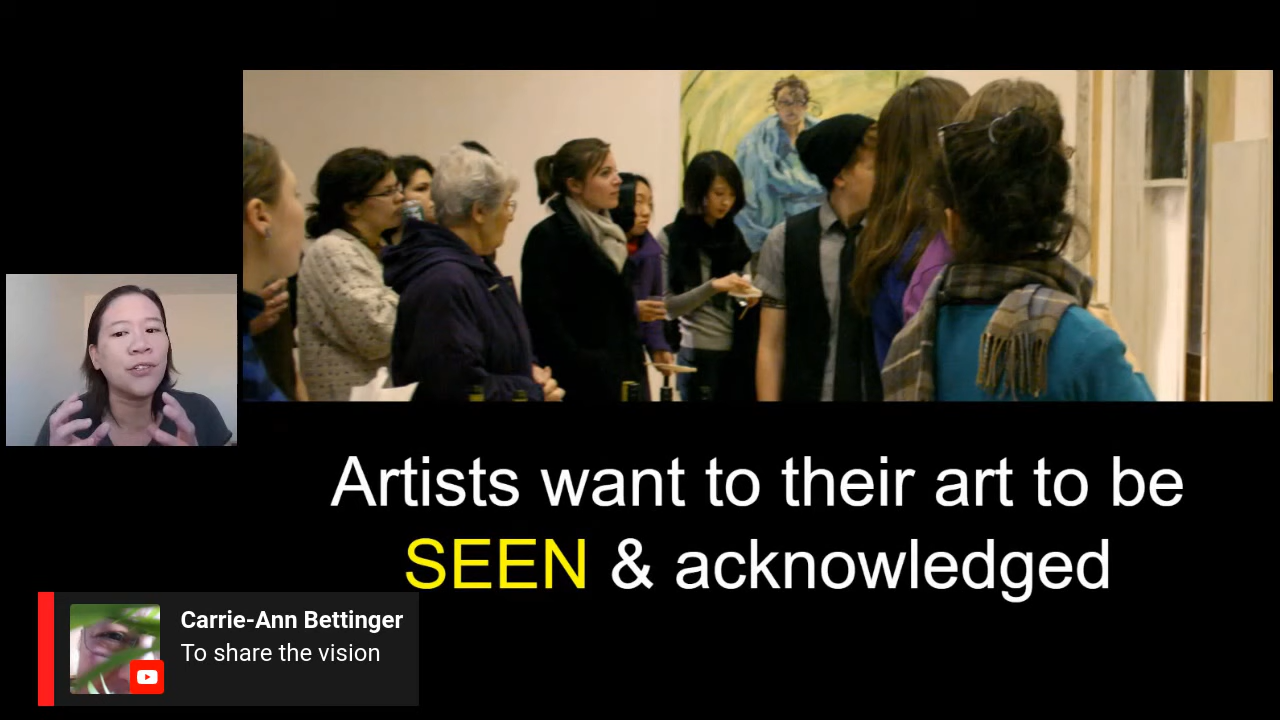 Artists want to their art to be
SEEN & acknowledged
Carrie-Ann Bettinger
To share the vision